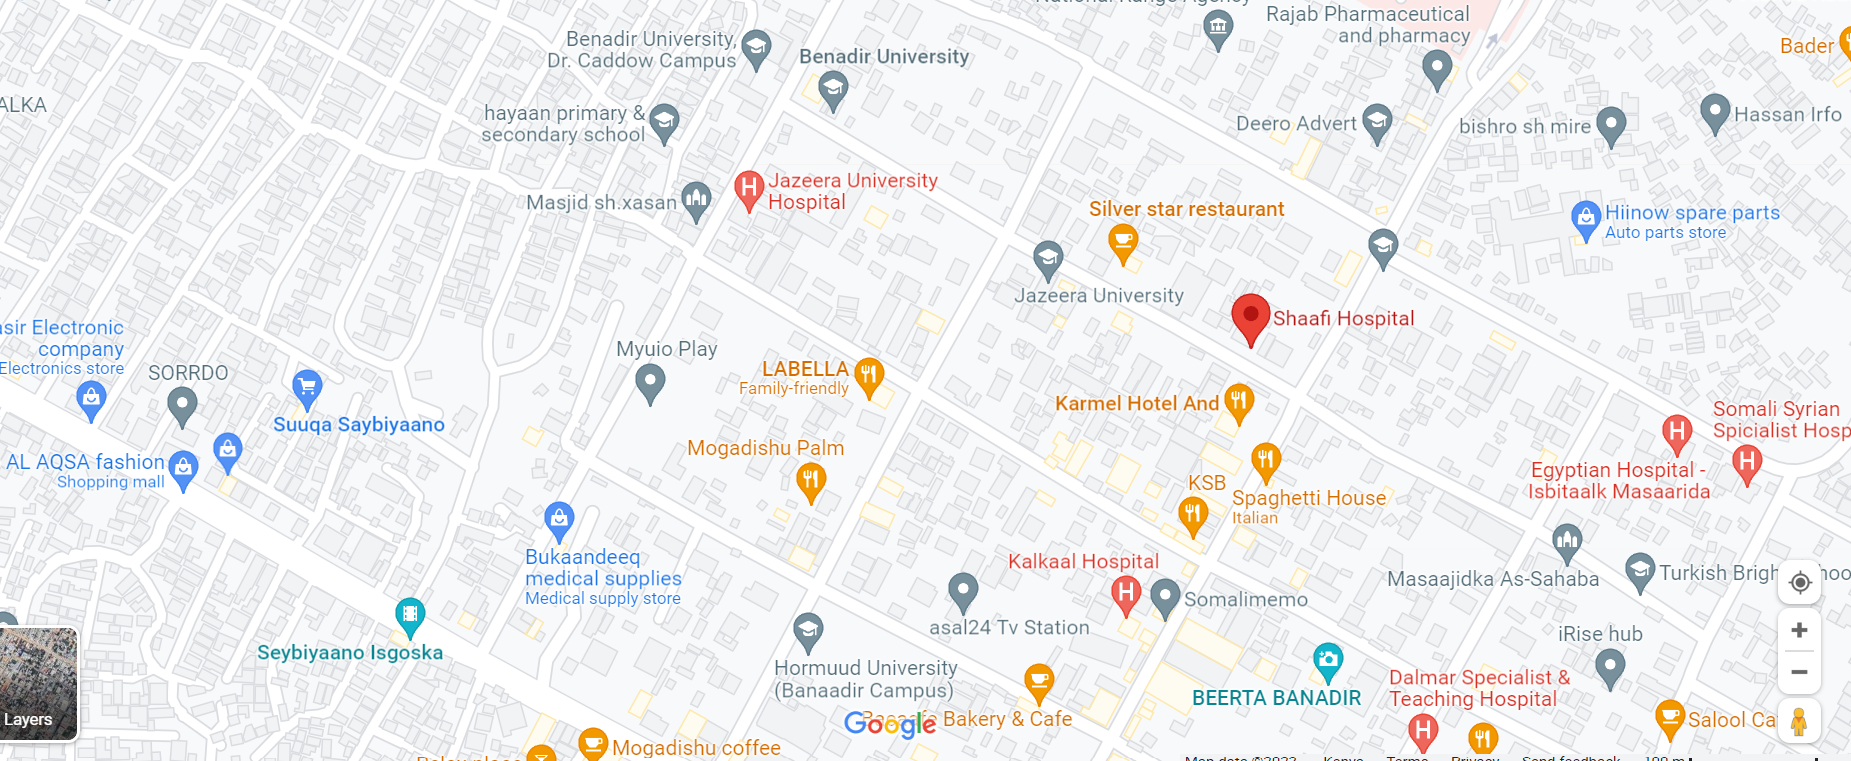 National Range Agency
Rajab Pharmaceutical
and pharmacy
Bader
Benadir University,
Dr. Caddow Campus
Benadir University
ALKA
hayaan primary &
secondary school
Deero Advert
bishro sh mire
Hassan Irfo
Jazeera University
Hospital
Masjid sh.xasan
Silver star restaurant
Hiinow spare parts
Auto parts store
Jazeera University
Shaafi Hospital
asir Electronic
company
Electronics store
SORRDO
Myuio Play
LABELLA
Family-friendly
Karmel Hotel And
Suuqa Saybiyaano
Somali Syrian
Spicialist Hosp
AL AQSA fashion
Shopping mall
Mogadishu Palm
Egyptian Hospital -
Isbitaalk Masaarida
KSB
Spaghetti House
Italian
Bukaandeeq
medical supplies
Medical supply store
Kalkaal Hospital
Masaajidka As-Sahaba
Turkish Brigh
Somalimemo
asal24 Tv Station
iRise hub
Seybiyaano Isgoska
Hormuud University
(Banaadir Campus)
BEERTA BANADIR
Dalmar Specialist &
Teaching Hospital
Layers
Google
Bakery & Cafe
Salool Ca
Mogadishu coffee
Map data ©2023 Kenya Terms Privacy Send feedback 100 m